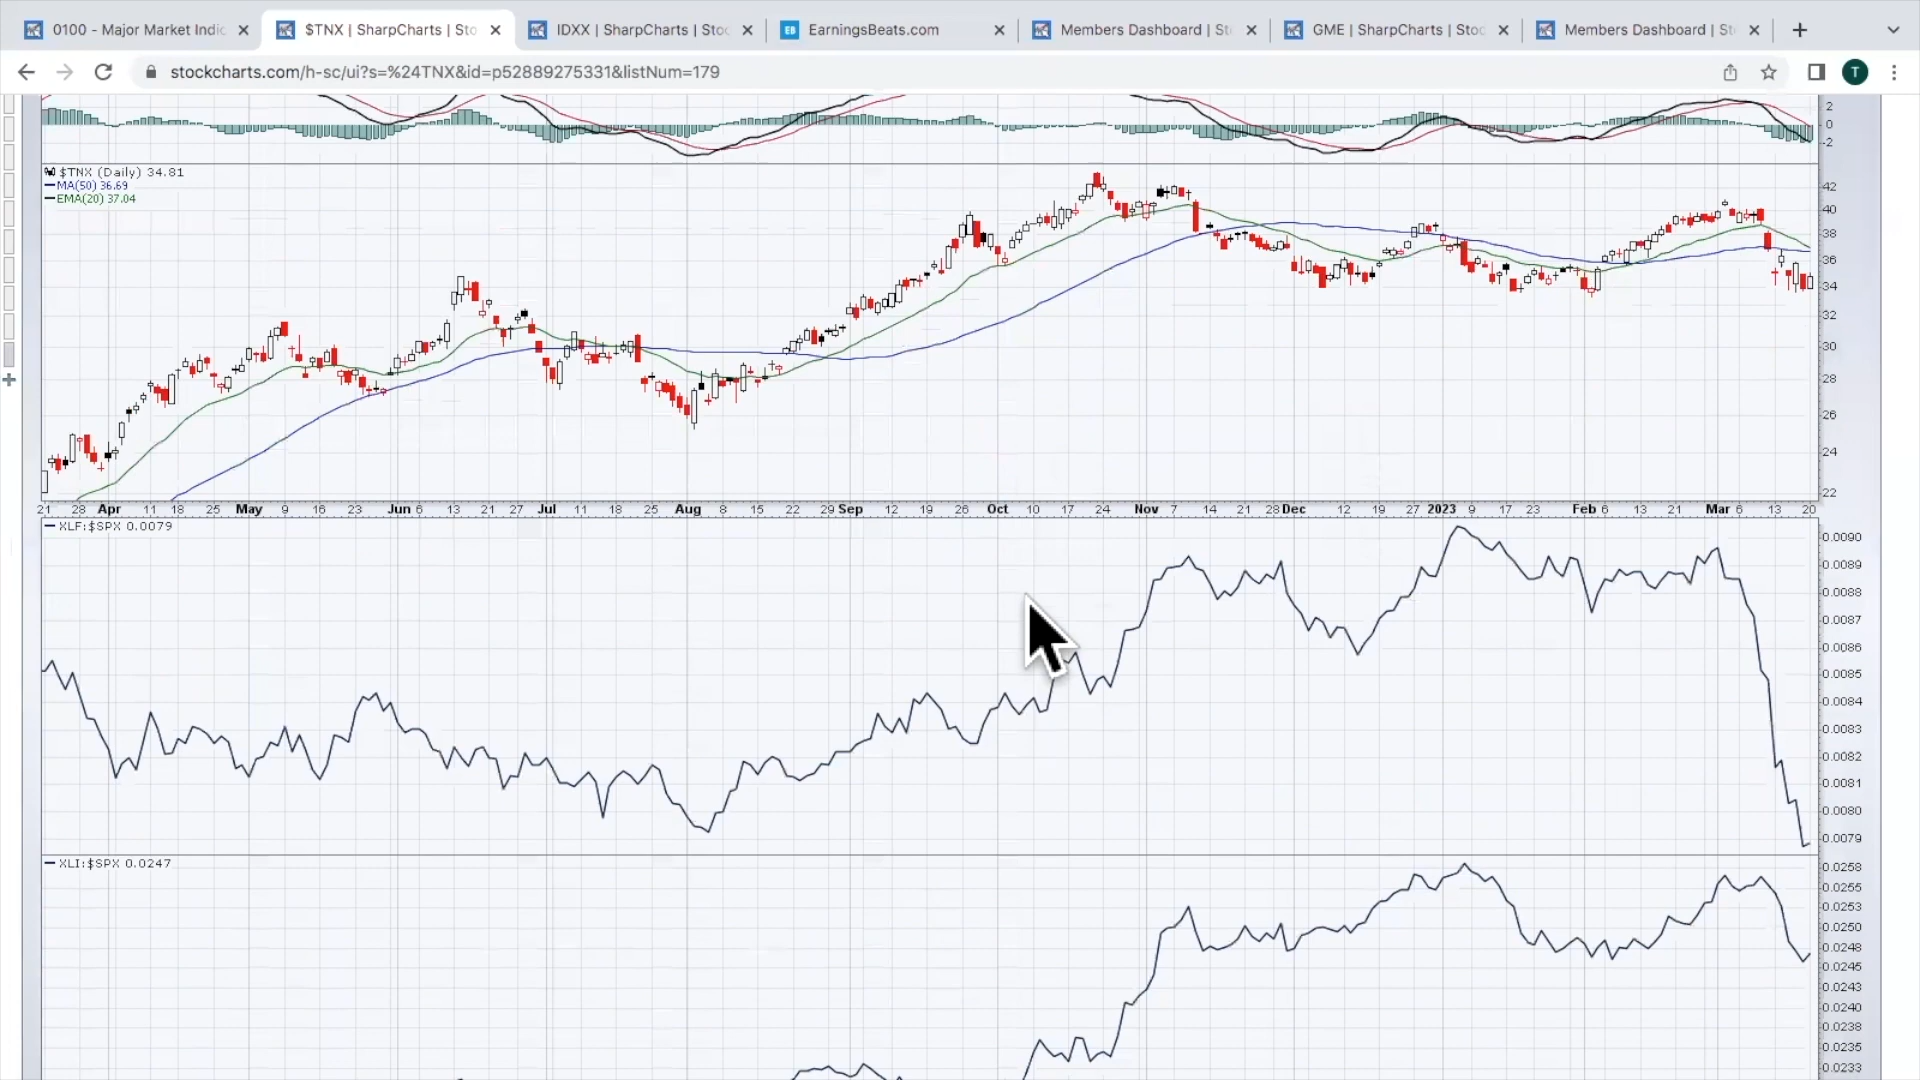 0100 - Major Market Indic
$TNX | SharpCharts | Sto
IDXX | SharpCharts | Stoc
EB EarningsBeats.com
Members Dashboard | St
GME | SharpCharts | Stoc
Members Dashboard | St
stockcharts.com/h-sc/ui?s=%24TNX&id=p52889275331&listNum=179
T
2
0
-2
$TNX (Daily) 34.81
MA(50) 36.69
EMA(20) 37.04
42
40
38
36
34
32
30
28
26
24
22
21 28 Apr 11 18 25 May 9 16 23 Jun 6 13 21 27 Jul 11 18 25 Aug 8 15 22 29 Sep 12 19 26 Oct 10 17 24 Nov 7 14 21 28 Dec 12 19 27 2023 9 17 23 Feb 6 13 21 Mar 6 13 20
XLF:$SPX 0.0079
0.0090
0.0089
0.0088
0.0087
0.0086
0.0085
0.0084
0.0083
0.0082
0.0081
0.0080
0.0079
XLI:$SPX 0.0247
0.0258
0.0255
0.0253
0.0250
0.0248
0.0245
0.0243
0.0240
0.0238
0.0235
0.0233